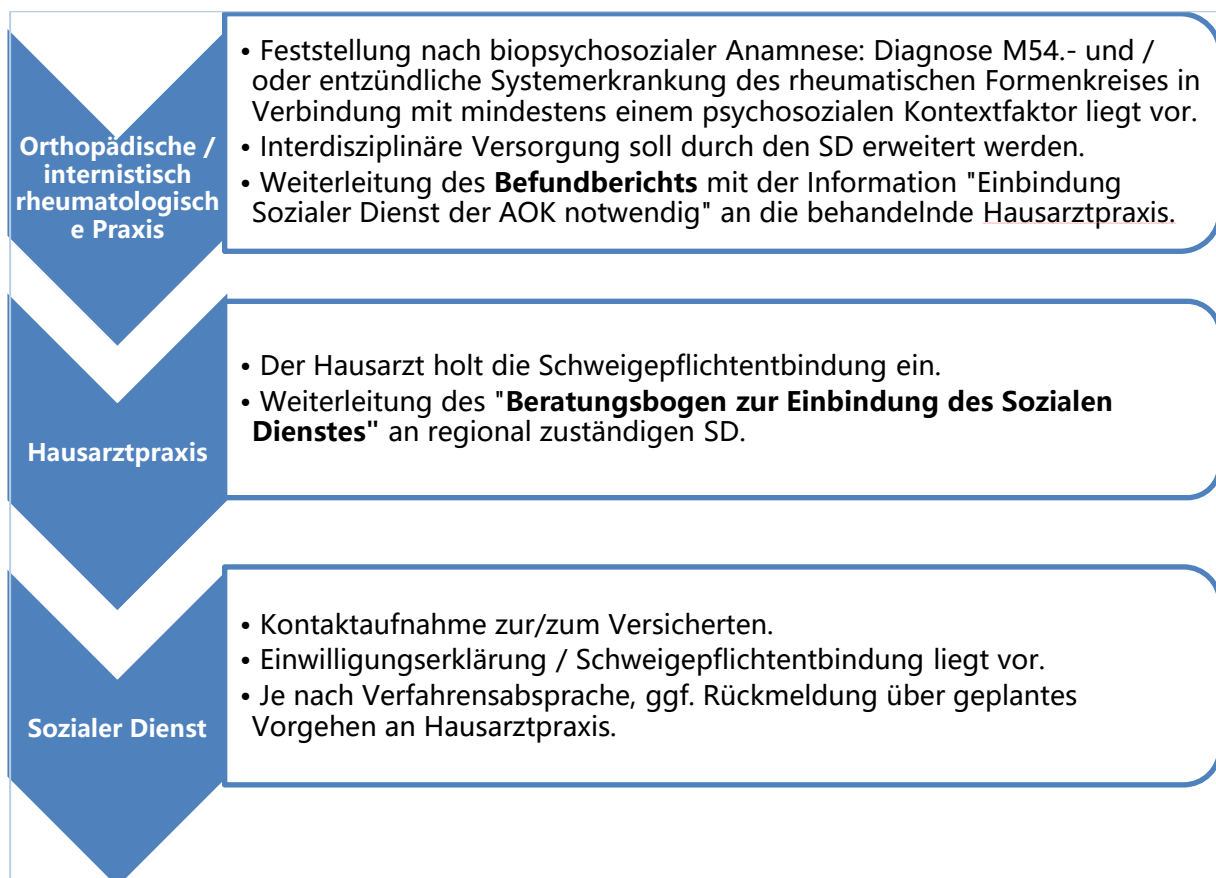 Orthopädische /
internistisch
rheumatologisch
e Praxis
• Feststellung nach biopsychosozialer Anamnese: Diagnose M54.- und /
oder entzündliche Systemerkrankung des rheumatischen Formenkreises in
Verbindung mit mindestens einem psychosozialen Kontextfaktor liegt vor.
• Interdisziplinäre Versorgung soll durch den SD erweitert werden.
• Weiterleitung des Befundberichts mit der Information "Einbindung
Sozialer Dienst der AOK notwendig" an die behandelnde Hausarztpraxis.
Hausarztpraxis
• Der Hausarzt holt die Schweigepflichtentbindung ein.
• Weiterleitung des "Beratungsbogen zur Einbindung des Sozialen
Dienstes" an regional zuständigen SD.
Sozialer Dienst
• Kontaktaufnahme zur/zum Versicherten.
• Einwilligungserklärung / Schweigepflichtentbindung liegt vor.
• Je nach Verfahrensabsprache, ggf. Rückmeldung über geplantes
Vorgehen an Hausarztpraxis.